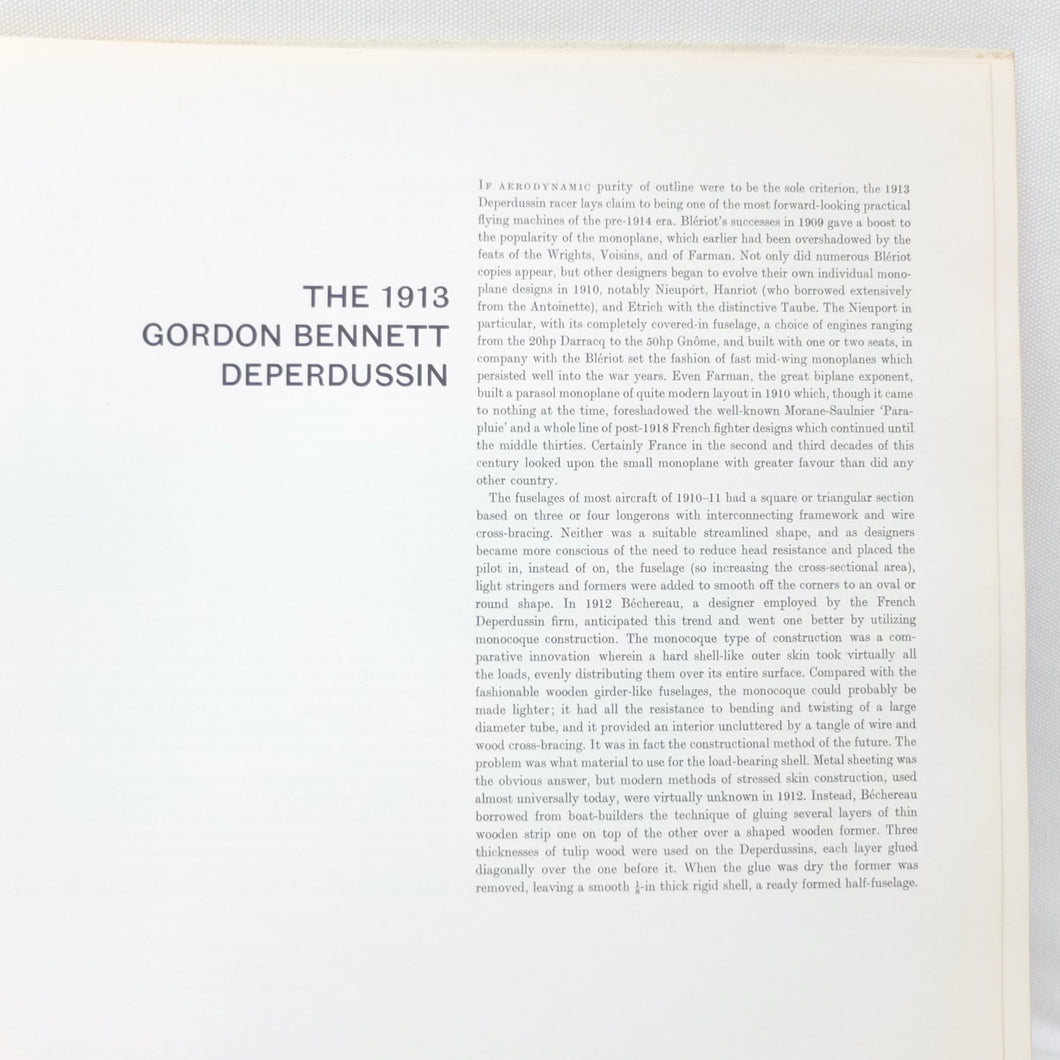 THE 1913
GORDON BENNETT
DEPERDUSSIN
IF AERODYNAMIC purity of outline were to be the sole criterion, the 1913
Deperdussin racer lays claim to being one of the most forward-looking practical
flying machines of the pre-1914 era. Blériot's successes in 1909 gave a boost to
the popularity of the monoplane, which earlier had been overshadowed by the
feats of the Wrights, Voisins, and of Farman. Not only did numerous Blériot
copies appear, but other designers began to evolve their own individual mono-
plane designs in 1910, notably Nieupórt, Hanriot (who borrowed extensively
from the Antoinette), and Etrich with the distinctive Taube. The Nieuport in
particular, with its completely covered-in fuselage, a choice of engines ranging
from the 20hp Darracq to the 50hp Gnôme, and built with one or two seats, in
company with the Blériot set the fashion of fast mid-wing monoplanes which
persisted well into the war years. Even Farman, the great biplane exponent,
built a parasol monoplane of quite modern layout in 1910 which, though it came
to nothing at the time, foreshadowed the well-known Morane-Saulnier 'Para-
pluie' and a whole line of post-1918 French fighter designs which continued until
the middle thirties. Certainly France in the second and third decades of this
century looked upon the small monoplane with greater favour than did any
other country.
The fuselages of most aircraft of 1910–11 had a square or triangular section
based on three or four longerons with interconnecting framework and wire
cross-bracing. Neither was a suitable streamlined shape, and as designers
became more conscious of the need to reduce head resistance and placed the
pilot in, instead of on, the fuselage (so increasing the cross-sectional area),
light stringers and formers were added to smooth off the corners to an oval or
round shape. In 1912 Béchereau, a designer employed by the French
Deperdussin firm, anticipated this trend and went one better by utilizing
monocoque construction. The monocoque type of construction was a com-
parative innovation wherein a hard shell-like outer skin took virtually all
the loads, evenly distributing them over its entire surface. Compared with the
fashionable wooden girder-like fuselages, the monocoque could probably be
made lighter; it had all the resistance to bending and twisting of a large
diameter tube, and it provided an interior uncluttered by a tangle of wire and
wood cross-bracing. It was in fact the constructional method of the future. The
problem was what material to use for the load-bearing shell. Metal sheeting was
the obvious answer, but modern methods of stressed skin construction, used
almost universally today, were virtually unknown in 1912. Instead, Béchereau
borrowed from boat-builders the technique of gluing several layers of thin
wooden strip one on top of the other over a shaped wooden former. Three
thicknesses of tulip wood were used on the Deperdussins, each layer glued
diagonally over the one before it. When the glue was dry the former was
removed, leaving a smooth ⅛-in thick rigid shell, a ready formed half-fuselage.